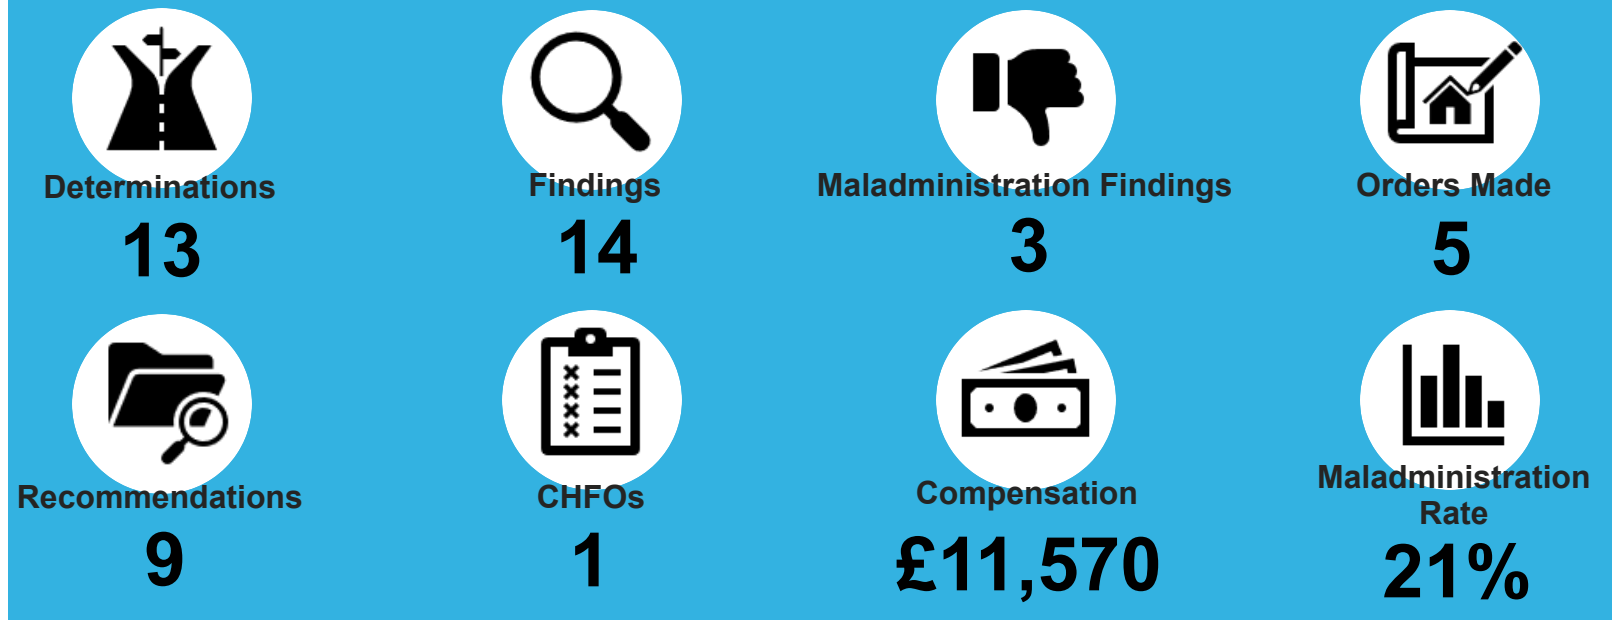 Determinations
13
Findings
14
Maladministration Findings
3
Orders Made
5
Recommendations
9
CHFOs
1
Compensation
£11,570
Maladministration
Rate
21%